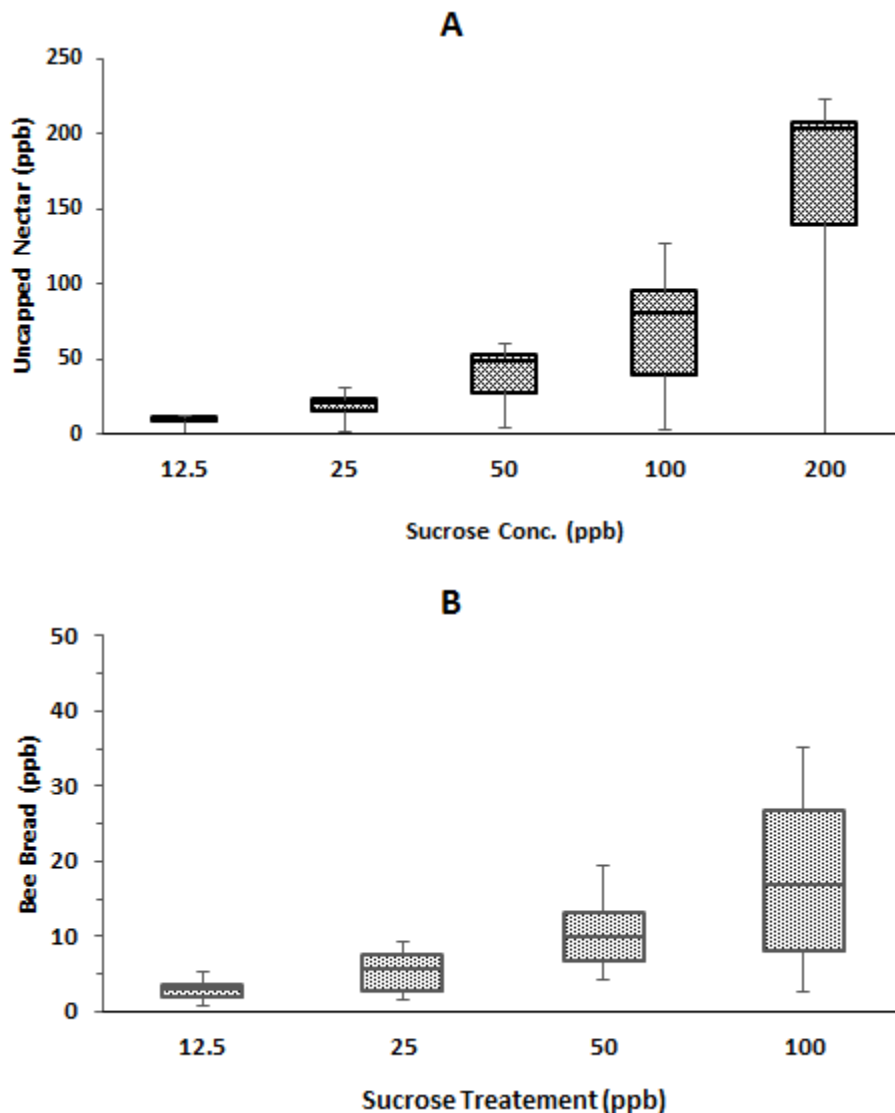 A
250
200
150
100
50
0
Uncapped Nectar (ppb)
12.5 25 50 100 200
Sucrose Conc. (ppb)
B
50
40
30
20
10
0
Bee Bread (ppb)
12.5 25 50 100
Sucrose Treatement (ppb)